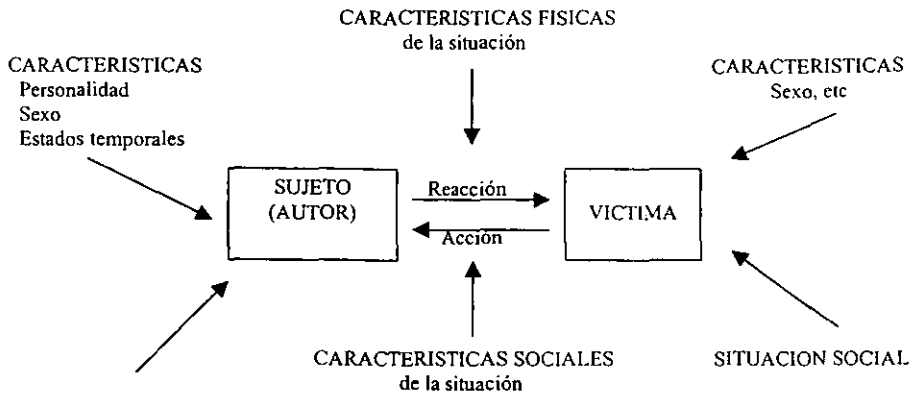 CARACTERISTICAS FISICAS
de la situación
CARACTERISTICAS
Personalidad
Sexo
Estados temporales
CARACTERISTICAS
Sexo, etc
SUJETO
(AUTOR)
Reacción
Acción
VICTIMA
CARACTERISTICAS SOCIALES
de la situación
SITUACION SOCIAL